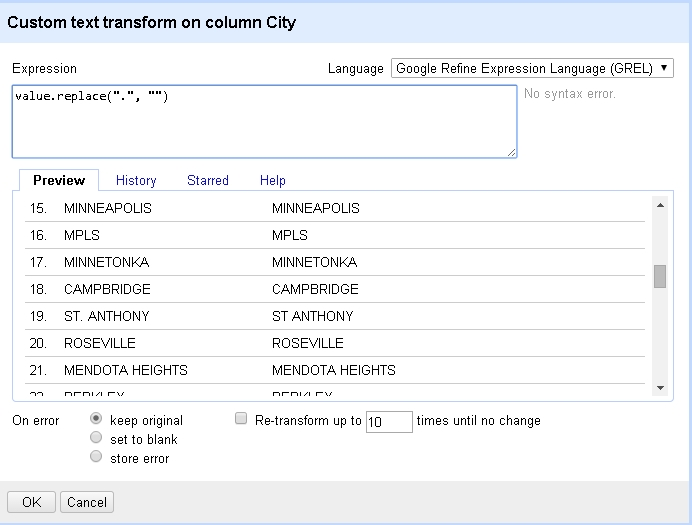 Custom text transform on column City
Expression Language Google Refine Expression Language (GREL)
value.replace(".", "") No syntax error.
Preview History Starred Help
15. MINNEAPOLIS MINNEAPOLIS
16. MPLS MPLS
17. MINNETONKA MINNETONKA
18. CAMPBRIDGE CAMPBRIDGE
19. ST. ANTHONY ST ANTHONY
20. ROSEVILLE ROSEVILLE
21. MENDOTA HEIGHTS MENDOTA HEIGHTS
On error keep original Re-transform up to 10 times until no change
set to blank
store error
OK Cancel